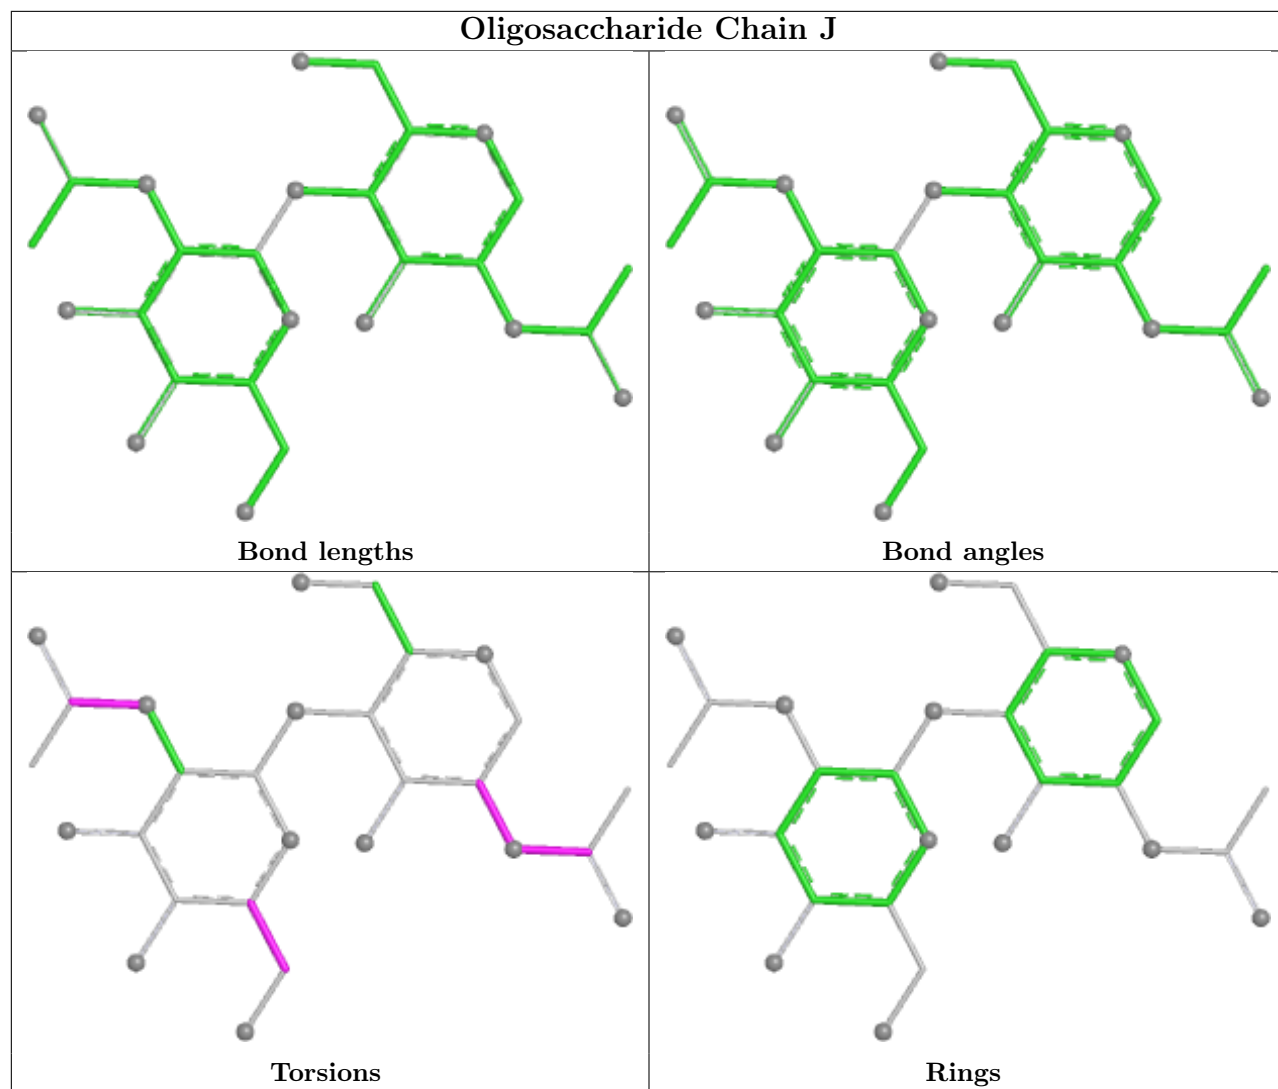 Oligosaccharide Chain J
Bond lengths
Bond angles
Torsions
Rings